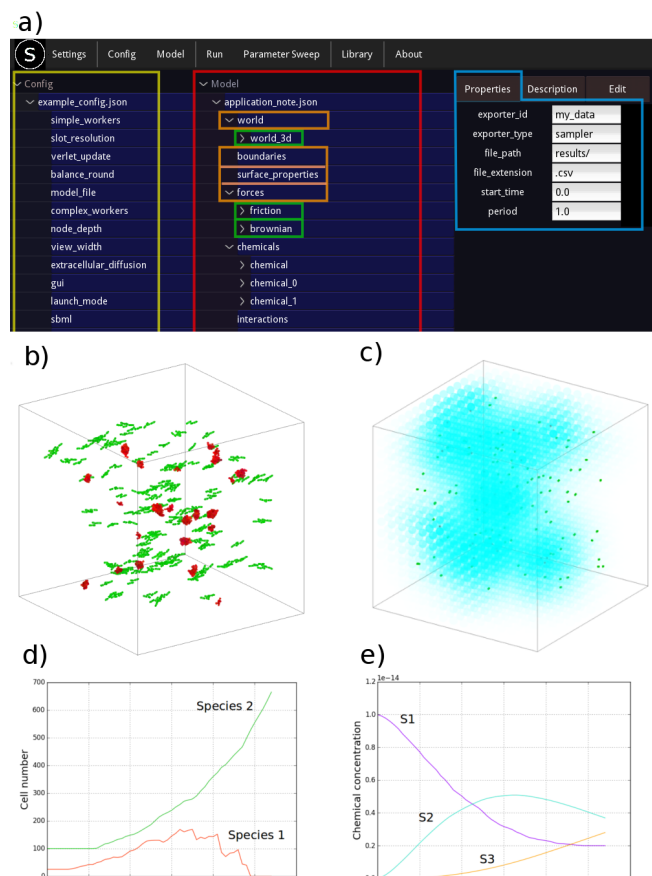 a)
S Settings Config Model Run Parameter Sweep Library About
Config
example_config.json
simple_workers
slot_resolution
verlet_update
balance_round
model_file
complex_workers
node_depth
view_width
extracellular_diffusion
gui
launch_mode
sbml
Model
application_note.json
world
world_3d
boundaries
surface_properties
forces
friction
brownian
chemicals
chemical
chemical_0
chemical_1
interactions
Properties Description Edit
exporter_id my_data
exporter_type sampler
file_path results/
file_extension .csv
start_time 0.0
period 1.0
b)
c)
d)
700
600
500
400
300
200
100
Cell number
Species 2
Species 1
e)
1e-14
1.2
1.0
0.8
0.6
0.4
0.2
Chemical concentration
S1
S2
S3